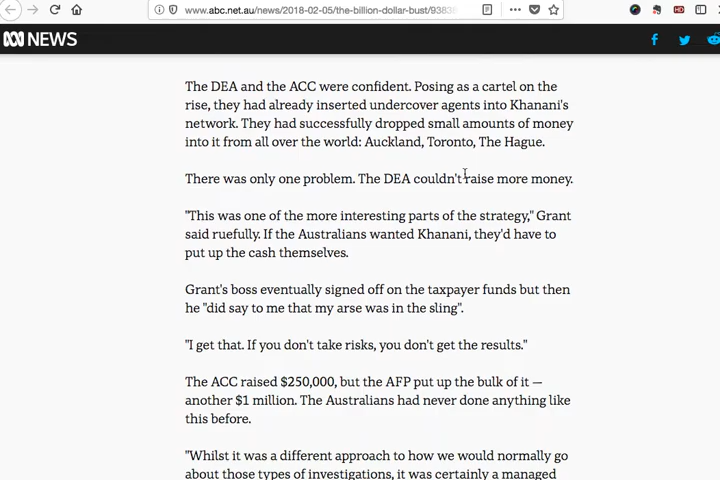 www.abc.net.au/news/2018-02-05/the-billion-dollar-bust/9383
NEWS
The DEA and the ACC were confident. Posing as a cartel on the
rise, they had already inserted undercover agents into Khanani's
network. They had successfully dropped small amounts of money
into it from all over the world: Auckland, Toronto, The Hague.
There was only one problem. The DEA couldn't raise more money.
"This was one of the more interesting parts of the strategy," Grant
said ruefully. If the Australians wanted Khanani, they'd have to
put up the cash themselves.
Grant's boss eventually signed off on the taxpayer funds but then
he "did say to me that my arse was in the sling".
"I get that. If you don't take risks, you don't get the results."
The ACC raised $250,000, but the AFP put up the bulk of it —
another $1 million. The Australians had never done anything like
this before.
"Whilst it was a different approach to how we would normally go
about those types of investigations, it was certainly a managed